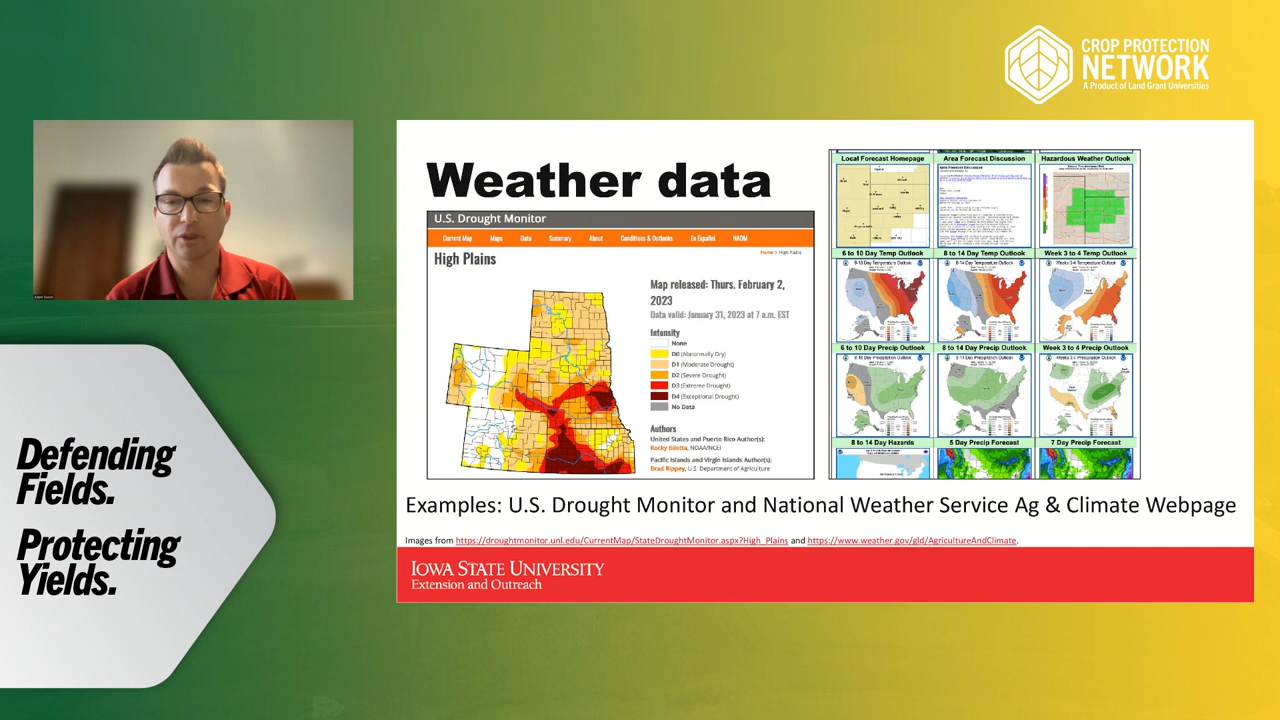 CROP PROTECTION
NETWORK
A Product of Land Grant Universities
Defending
Fields.
Protecting
Yields.
Weather data
U.S. Drought Monitor
Current Map Maps Data Summary About Conditions & Outlooks En Español NADM
Home > High Plains
High Plains
Map released: Thurs. February 2,
2023
Data valid: January 31, 2023 at 7 a.m. EST
Intensity
None
D0 (Abnormally Dry)
D1 (Moderate Drought)
D2 (Severe Drought)
D3 (Extreme Drought)
D4 (Exceptional Drought)
No Data
Authors
United States and Puerto Rico Author(s):
Rocky Bilotta, NOAA/NCEI
Pacific Islands and Virgin Islands Author(s):
Brad Rippey, U.S. Department of Agriculture
Local Forecast Homepage Area Forecast Discussion Hazardous Weather Outlook
6 to 10 Day Temp Outlook 8 to 14 Day Temp Outlook Week 3 to 4 Temp Outlook
6 to 10 Day Precip Outlook 8 to 14 Day Precip Outlook Week 3 to 4 Precip Outlook
8 to 14 Day Hazards 5 Day Precip Forecast 7 Day Precip Forecast
Examples: U.S. Drought Monitor and National Weather Service Ag & Climate Webpage
Images from https://droughtmonitor.unl.edu/CurrentMap/StateDroughtMonitor.aspx?High_Plains and https://www.weather.gov/gld/AgricultureAndClimate.
IOWA STATE UNIVERSITY
Extension and Outreach